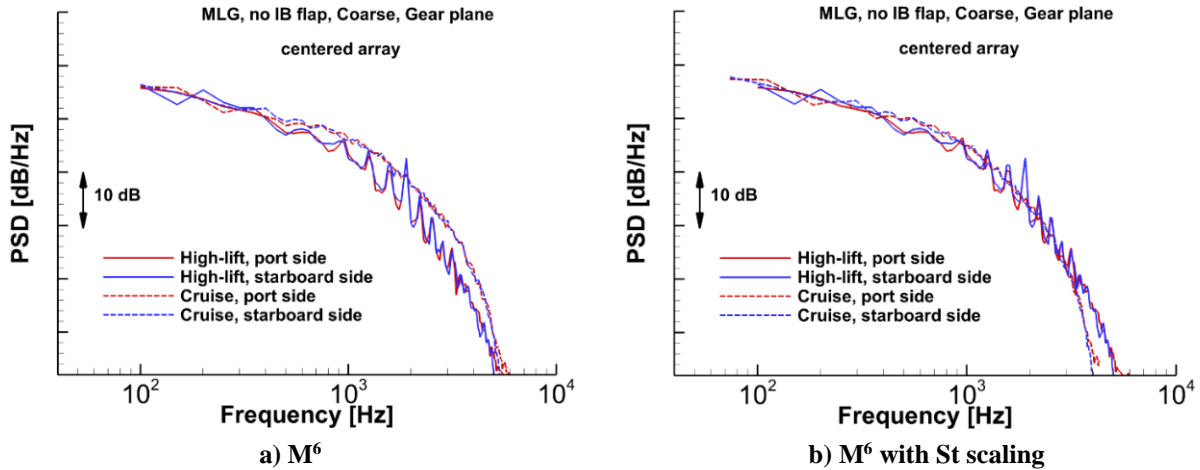 MLG, no IB flap, Coarse, Gear plane
centered array
PSD [dB/Hz]
10 dB
High-lift, port side
High-lift, starboard side
Cruise, port side
Cruise, starboard side
10² 10³ 10⁴
Frequency [Hz]
a) M⁶
MLG, no IB flap, Coarse, Gear plane
centered array
PSD [dB/Hz]
10 dB
High-lift, port side
High-lift, starboard side
Cruise, port side
Cruise, starboard side
10² 10³ 10⁴
Frequency [Hz]
b) M⁶ with St scaling